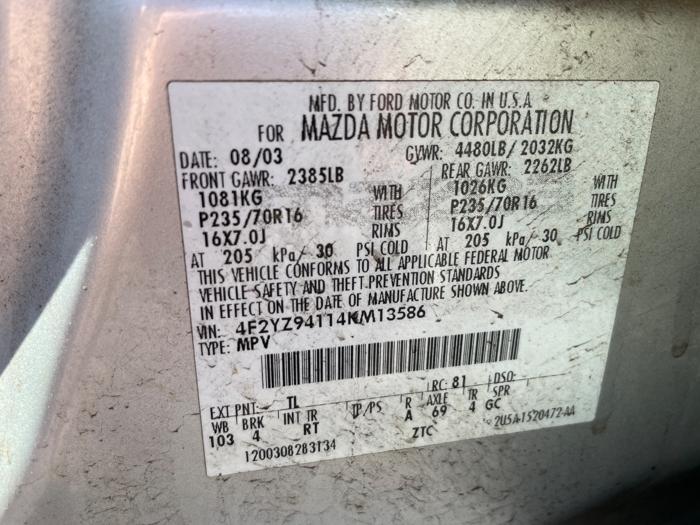 MFD. BY FORD MOTOR CO. IN U.S.A.
FOR MAZDA MOTOR CORPORATION
DATE: 08/03 GVWR: 4480LB/ 2032KG
FRONT GAWR: 2385LB REAR GAWR: 2262LB
1081KG WITH 1026KG WITH
P235/70R16 TIRES P235/70R16 TIRES
16X7.0J RIMS 16X7.0J RIMS
AT 205 kPa/ 30 PSI COLD AT 205 kPa/ 30 PSI COLD
THIS VEHICLE CONFORMS TO ALL APPLICABLE FEDERAL MOTOR
VEHICLE SAFETY AND THEFT PREVENTION STANDARDS
IN EFFECT ON THE DATE OF MANUFACTURE SHOWN ABOVE.
VIN: 4F2YZ94114KM13586
TYPE: MPV
RC: 81 DSO:
EXT PNT: TL
WB BRK INT TR TP/PS R AXLE TR SPR
103 4 RT A 69 4 GC
1200308283134 ZTC 2U5A-1520472-AA